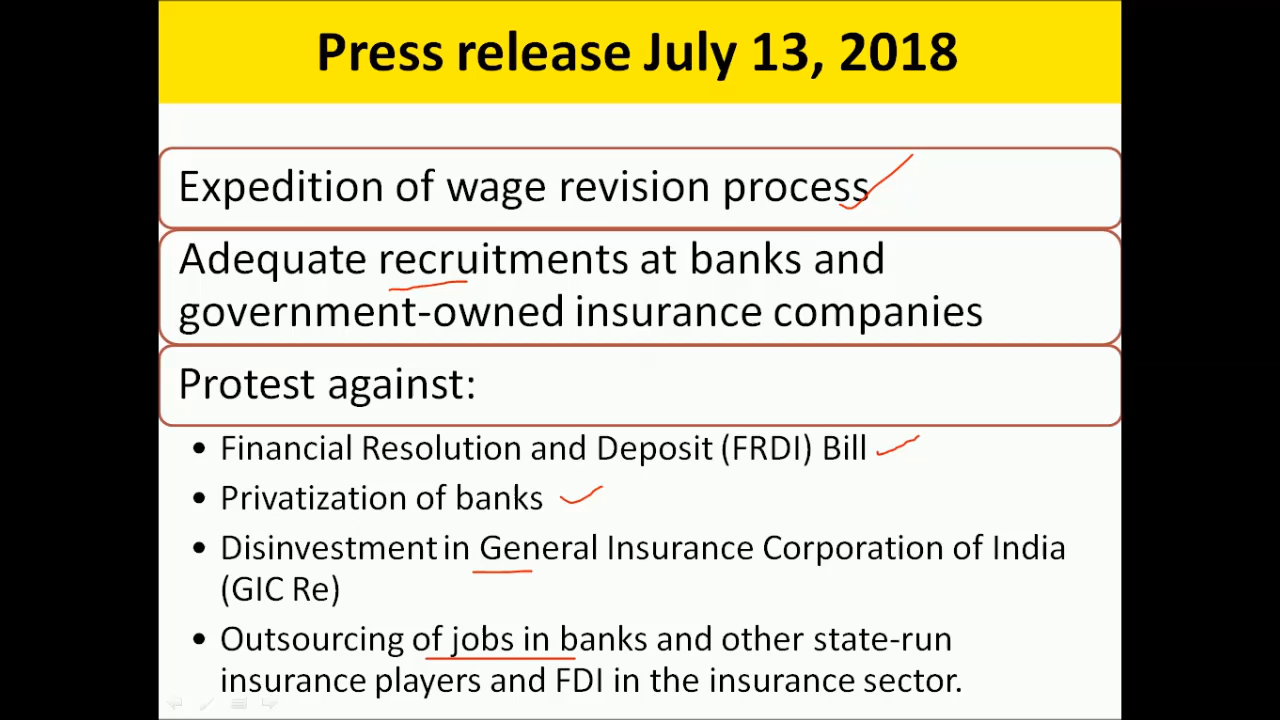 Press release July 13, 2018
Expedition of wage revision process
Adequate recruitments at banks and
government-owned insurance companies
Protest against:
• Financial Resolution and Deposit (FRDI) Bill
• Privatization of banks
• Disinvestment in General Insurance Corporation of India
(GIC Re)
• Outsourcing of jobs in banks and other state-run
insurance players and FDI in the insurance sector.